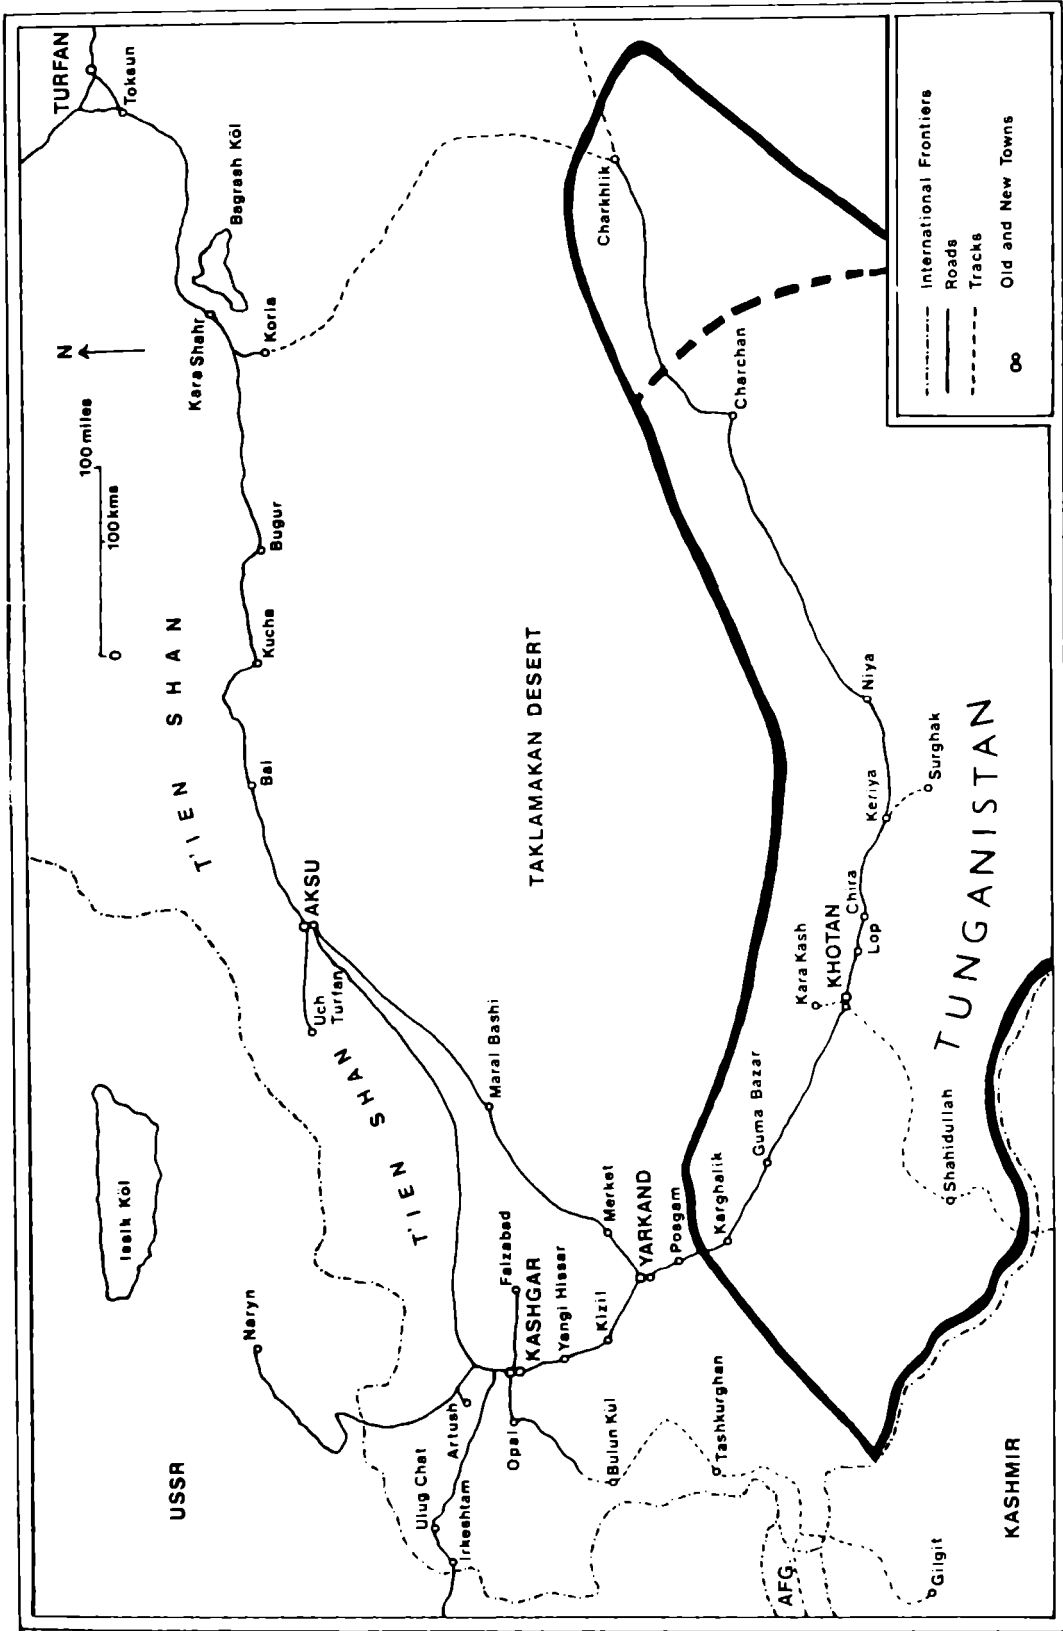 TURFAN
Toksun
Bagrash Köl
Kara Shahr
Korla
N
100 miles
0 100 kms
T'IEN SHAN
Bugur
Kucha
Bai
AKSU
Uch
Turfan
T'IEN SHAN
Issik Köl
Naryn
USSR
TAKLAMAKAN DESERT
Maral Bashi
Merket
YARKAND
Posgam
Karghalik
Faizabad
KASHGAR
Yangi Hissar
Kizil
Artush
Opal
Ulug Chat
Irkeshtam
Bulun Kul
Tashkurghan
AFG.
Gilgit
KASHMIR
Charkhlik
Charchan
Niya
Keriya
Surghak
Chira
Lop
KHOTAN
Kara Kash
Guma Bazar
Shahidullah
TUNGANISTAN
International Frontiers
Roads
Tracks
Old and New Towns